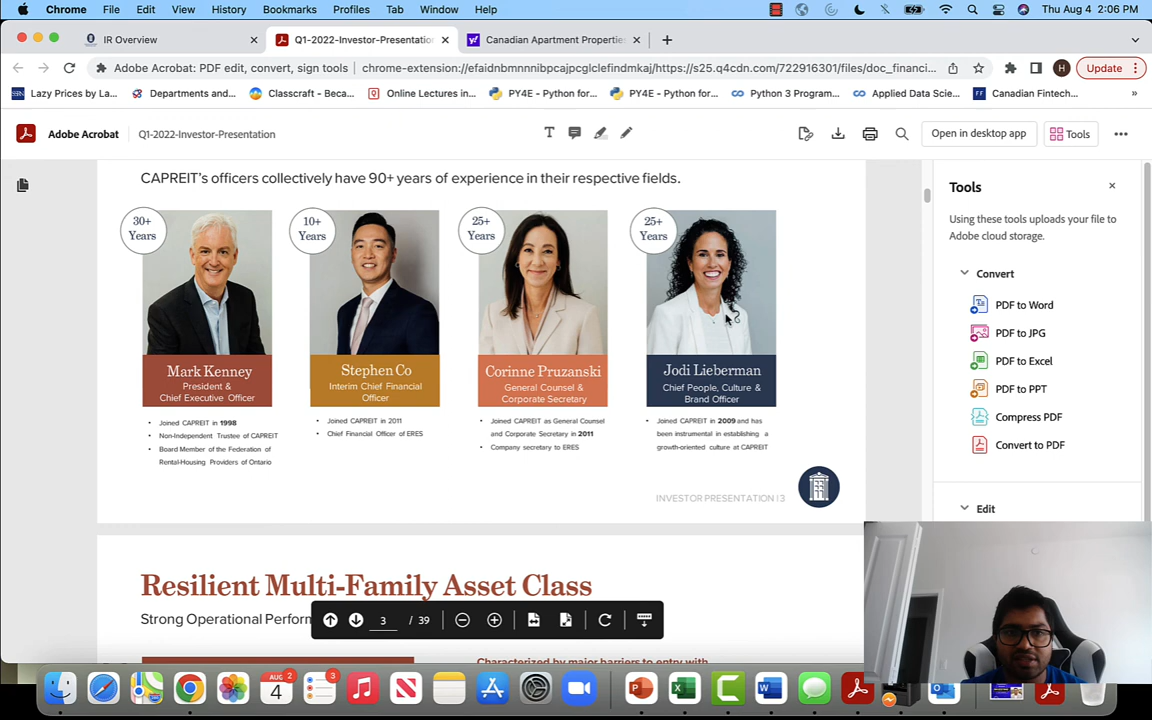 Chrome File Edit View History Bookmarks Profiles Tab Window Help Thu Aug 4 2:06 PM
IR Overview Q1-2022-Investor-Presentation Canadian Apartment Propertie
Adobe Acrobat: PDF edit, convert, sign tools chrome-extension://efaidnbmnnnibpcajpcglclefindmkaj/https://s25.q4cdn.com/722916301/files/doc_financi... H Update
Lazy Prices by La... Departments and... Classcraft - Beca... Online Lectures in... PY4E - Python for... PY4E - Python for... Python 3 Program... Applied Data Scie... Canadian Fintech... »
Adobe Acrobat Q1-2022-Investor-Presentation Open in desktop app Tools
CAPREIT's officers collectively have 90+ years of experience in their respective fields.
30+ Years
10+ Years
25+ Years
25+ Years
Mark Kenney
President &
Chief Executive Officer
• Joined CAPREIT in 1998
• Non-Independent Trustee of CAPREIT
• Board Member of the Federation of
Rental-Housing Providers of Ontario
Stephen Co
Interim Chief Financial
Officer
• Joined CAPREIT in 2011
• Chief Financial Officer of ERES
Corinne Pruzanski
General Counsel &
Corporate Secretary
• Joined CAPREIT as General Counsel
and Corporate Secretary in 2011
• Company secretary to ERES
Jodi Lieberman
Chief People, Culture &
Brand Officer
• Joined CAPREIT in 2009 and has
been instrumental in establishing a
growth-oriented culture at CAPREIT
INVESTOR PRESENTATION | 3
Resilient Multi-Family Asset Class
Strong Operational Perform
Characterized by major barriers to entry with
3 / 39
Tools
Using these tools uploads your file to
Adobe cloud storage.
Convert
PDF to Word
PDF to JPG
PDF to Excel
PDF to PPT
Compress PDF
Convert to PDF
Edit
AUG 4
2
3